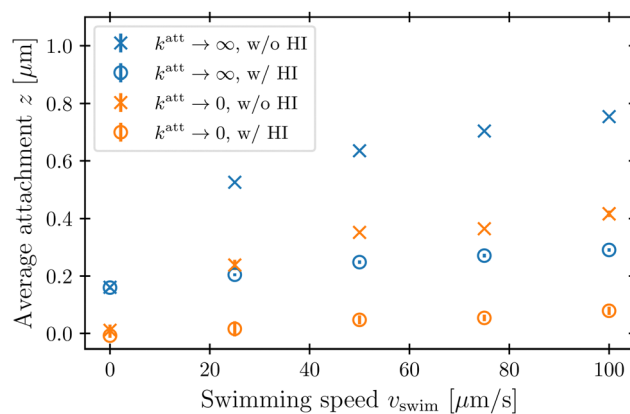 1.0
0.8
0.6
0.4
0.2
0.0
Average attachment z [µm]
k^att → ∞, w/o HI
k^att → ∞, w/ HI
k^att → 0, w/o HI
k^att → 0, w/ HI
0 20 40 60 80 100
Swimming speed v_swim [µm/s]